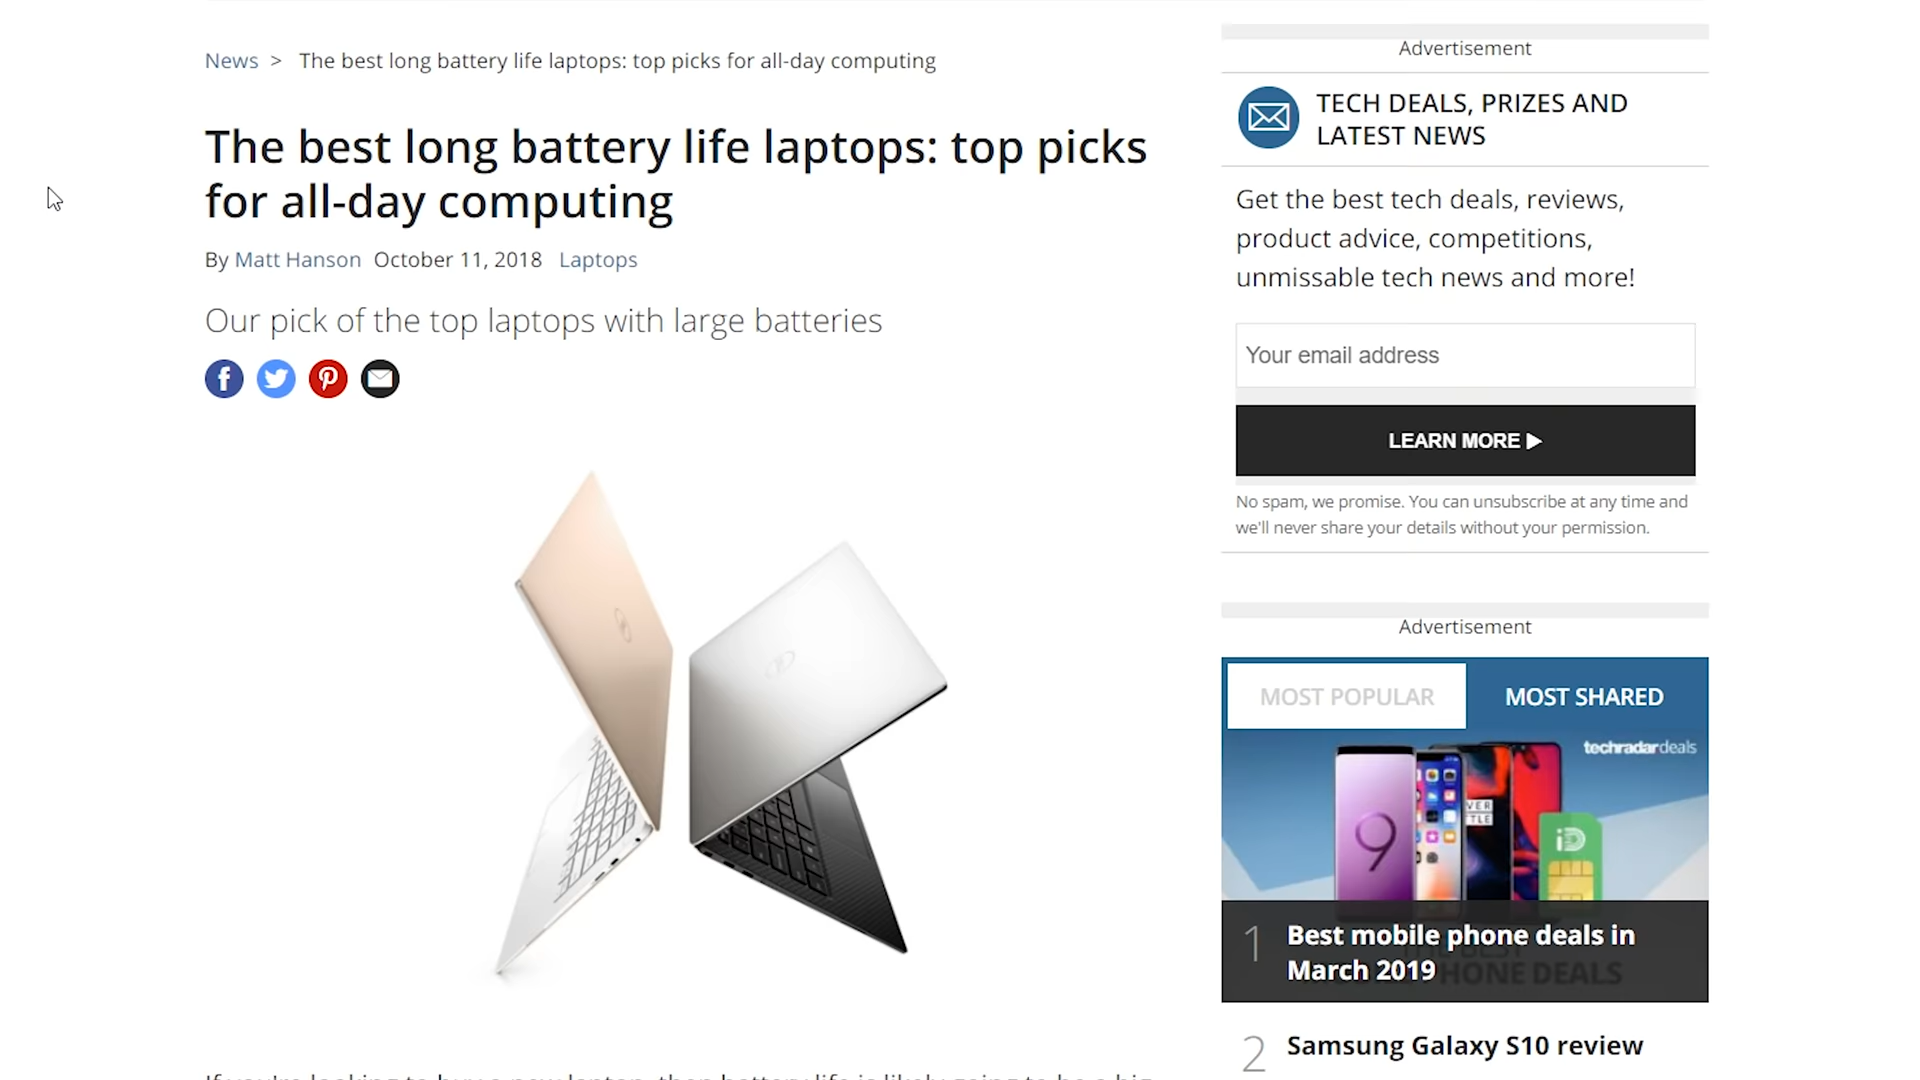 News > The best long battery life laptops: top picks for all-day computing
The best long battery life laptops: top picks
for all-day computing
By Matt Hanson October 11, 2018 Laptops
Our pick of the top laptops with large batteries
If you're looking to buy a new laptop, then battery life is likely going to be a big
Advertisement
TECH DEALS, PRIZES AND
LATEST NEWS
Get the best tech deals, reviews,
product advice, competitions,
unmissable tech news and more!
Your email address
LEARN MORE ▶
No spam, we promise. You can unsubscribe at any time and
we'll never share your details without your permission.
Advertisement
MOST POPULAR MOST SHARED
techradar deals
9
iD
1 Best mobile phone deals in
March 2019
PHONE DEALS
2 Samsung Galaxy S10 review